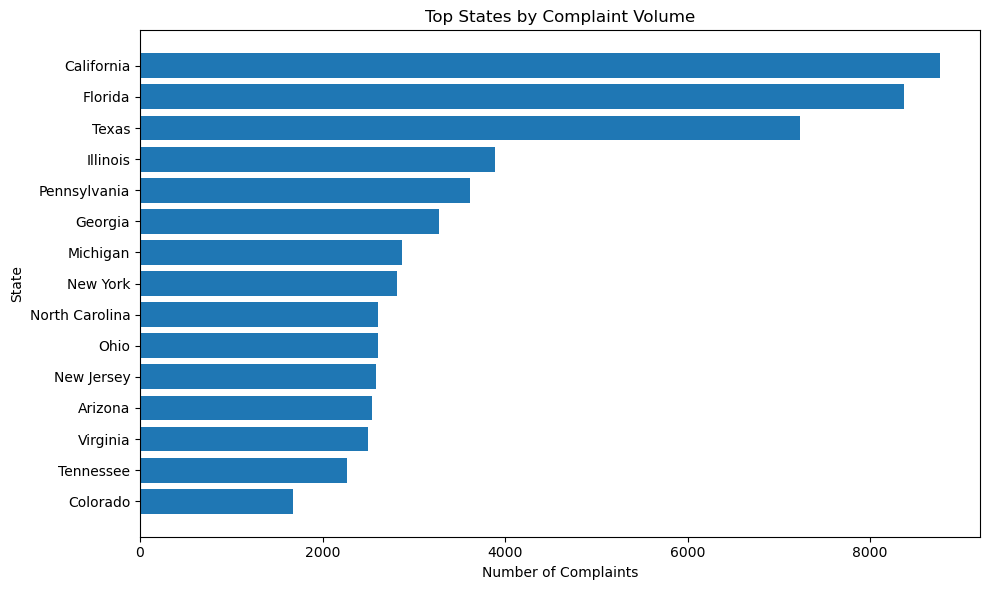 Top States by Complaint Volume
State
California
Florida
Texas
Illinois
Pennsylvania
Georgia
Michigan
New York
North Carolina
Ohio
New Jersey
Arizona
Virginia
Tennessee
Colorado
0 2000 4000 6000 8000
Number of Complaints